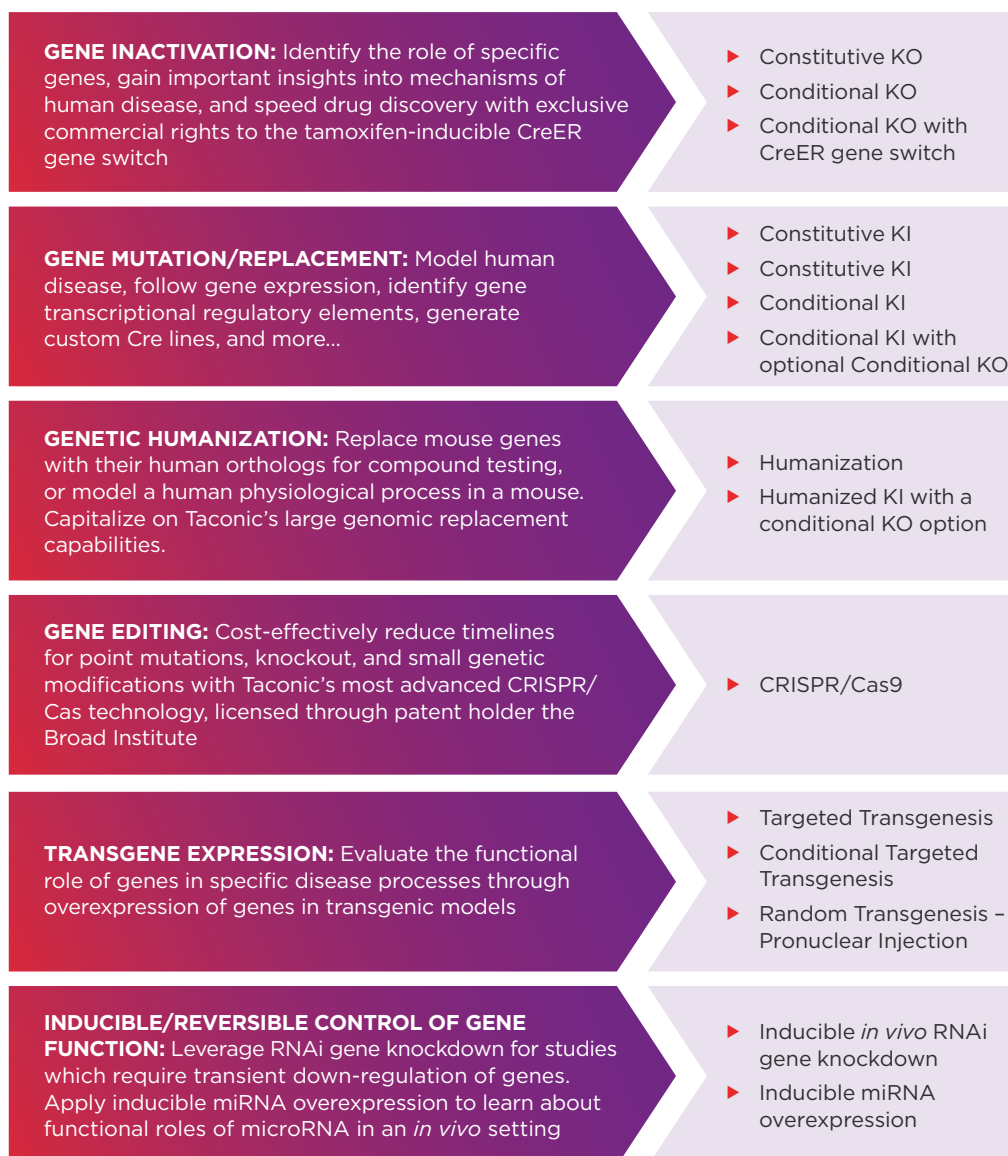 GENE INACTIVATION: Identify the role of specific
genes, gain important insights into mechanisms of
human disease, and speed drug discovery with exclusive
commercial rights to the tamoxifen-inducible CreER
gene switch
Constitutive KO
Conditional KO
Conditional KO with
CreER gene switch
GENE MUTATION/REPLACEMENT: Model human
disease, follow gene expression, identify gene
transcriptional regulatory elements, generate
custom Cre lines, and more...
Constitutive KI
Constitutive KI
Conditional KI
Conditional KI with
optional Conditional KO
GENETIC HUMANIZATION: Replace mouse genes
with their human orthologs for compound testing,
or model a human physiological process in a mouse.
Capitalize on Taconic’s large genomic replacement
capabilities.
Humanization
Humanized KI with a
conditional KO option
GENE EDITING: Cost-effectively reduce timelines
for point mutations, knockout, and small genetic
modifications with Taconic’s most advanced CRISPR/
Cas technology, licensed through patent holder the
Broad Institute
CRISPR/Cas9
TRANSGENE EXPRESSION: Evaluate the functional
role of genes in specific disease processes through
overexpression of genes in transgenic models
Targeted Transgenesis
Conditional Targeted
Transgenesis
Random Transgenesis –
Pronuclear Injection
INDUCIBLE/REVERSIBLE CONTROL OF GENE
FUNCTION: Leverage RNAi gene knockdown for studies
which require transient down-regulation of genes.
Apply inducible miRNA overexpression to learn about
functional roles of microRNA in an in vivo setting
Inducible in vivo RNAi
gene knockdown
Inducible miRNA
overexpression